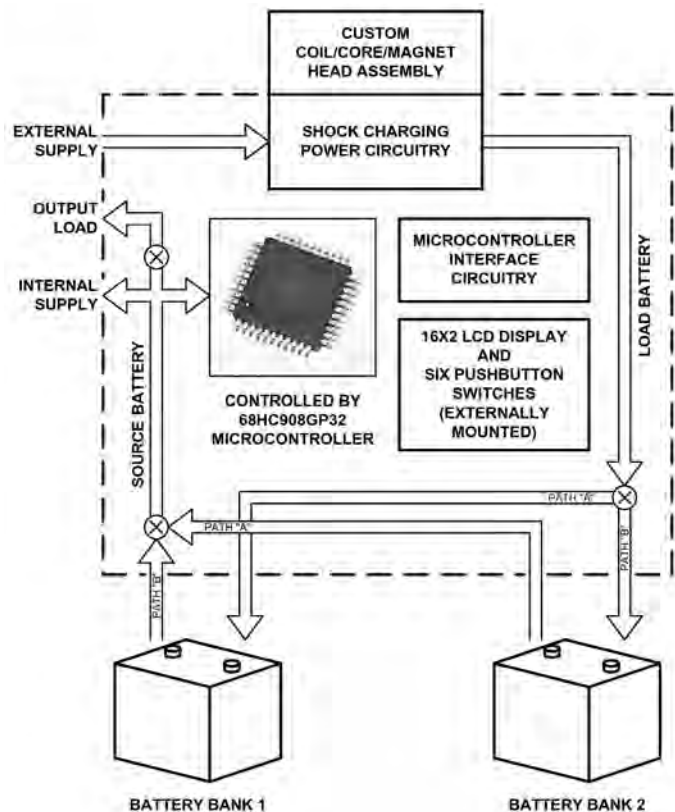 CUSTOM
COIL/CORE/MAGNET
HEAD ASSEMBLY
EXTERNAL
SUPPLY
SHOCK CHARGING
POWER CIRCUITRY
OUTPUT
LOAD
INTERNAL
SUPPLY
MICROCONTROLLER
INTERFACE
CIRCUITRY
LOAD BATTERY
16X2 LCD DISPLAY
AND
SIX PUSHBUTTON
SWITCHES
(EXTERNALLY
MOUNTED)
CONTROLLED BY
68HC908GP32
MICROCONTROLLER
SOURCE BATTERY
PATH "A"
PATH "A"
PATH "B"
PATH "B"
BATTERY BANK 1
BATTERY BANK 2